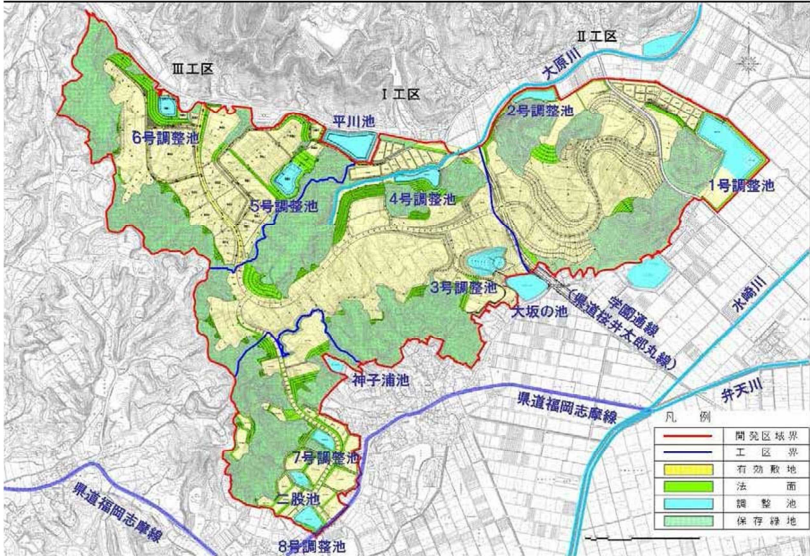 Ⅱ工区
大原川
Ⅲ工区
Ⅰ工区
平川池
2号調整池
6号調整池
1号調整池
5号調整池
4号調整池
3号調整池
大坂の池
学園通線
(県道桜井太郎丸線)
水崎川
神子浦池
県道福岡志摩線
弁天川
7号調整池
二股池
県道福岡志摩線
8号調整池
凡 例
開発区域界
工区界
有効敷地
法面
調整池
保存緑地